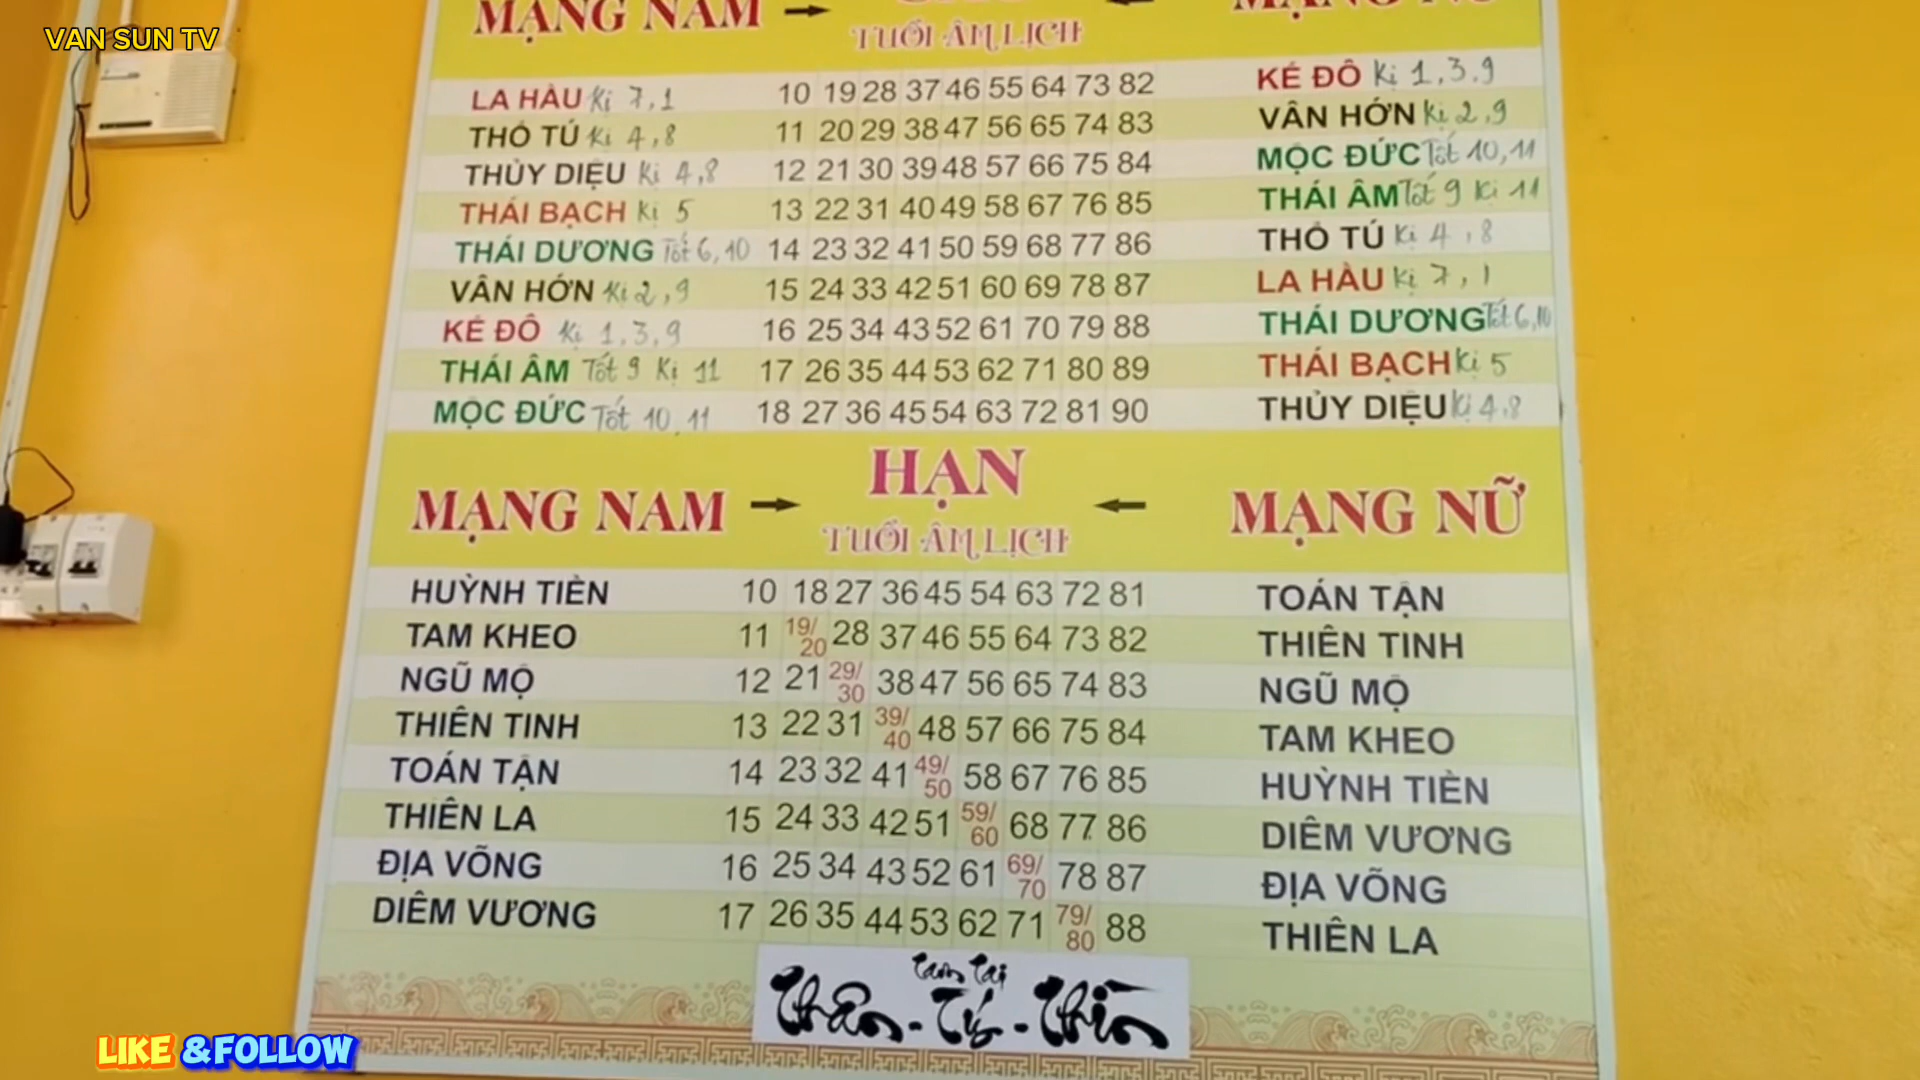 VAN SUN TV
MẠNG NAM
TUỔI ÂM LỊCH
LA HÀU Kị 7,1 10 19 28 37 46 55 64 73 82 KẾ ĐÔ Kị 1,3,9
THỔ TÚ Kị 4,8 11 20 29 38 47 56 65 74 83 VÂN HỚN Kị 2,9
THỦY DIỆU Kị 4,8 12 21 30 39 48 57 66 75 84 MỘC ĐỨC Tốt 10,11
THÁI BẠCH Kị 5 13 22 31 40 49 58 67 76 85 THÁI ÂM Tốt 9 Kị 11
THÁI DƯƠNG Tốt 6,10 14 23 32 41 50 59 68 77 86 THỔ TÚ Kị 4,8
VÂN HỚN Kị 2,9 15 24 33 42 51 60 69 78 87 LA HÀU Kị 7,1
KẾ ĐÔ Kị 1,3,9 16 25 34 43 52 61 70 79 88 THÁI DƯƠNG Tốt 6,10
THÁI ÂM Tốt 9 Kị 11 17 26 35 44 53 62 71 80 89 THÁI BẠCH Kị 5
MỘC ĐỨC Tốt 10,11 18 27 36 45 54 63 72 81 90 THỦY DIỆU Kị 4,8
HẠN
MẠNG NAM MẠNG NỮ
TUỔI ÂM LỊCH
HUỲNH TIỀN 10 18 27 36 45 54 63 72 81 TOÁN TẬN
TAM KHEO 11 19/20 28 37 46 55 64 73 82 THIÊN TINH
NGŨ MỘ 12 21 29/30 38 47 56 65 74 83 NGŨ MỘ
THIÊN TINH 13 22 31 39/40 48 57 66 75 84 TAM KHEO
TOÁN TẬN 14 23 32 41 49/50 58 67 76 85 HUỲNH TIỀN
THIÊN LA 15 24 33 42 51 59/60 68 77 86 DIÊM VƯƠNG
ĐỊA VÕNG 16 25 34 43 52 61 69/70 78 87 ĐỊA VÕNG
DIÊM VƯƠNG 17 26 35 44 53 62 71 79/80 88 THIÊN LA
Tam Tai
Thân - Tý - Thìn
LIKE &FOLLOW